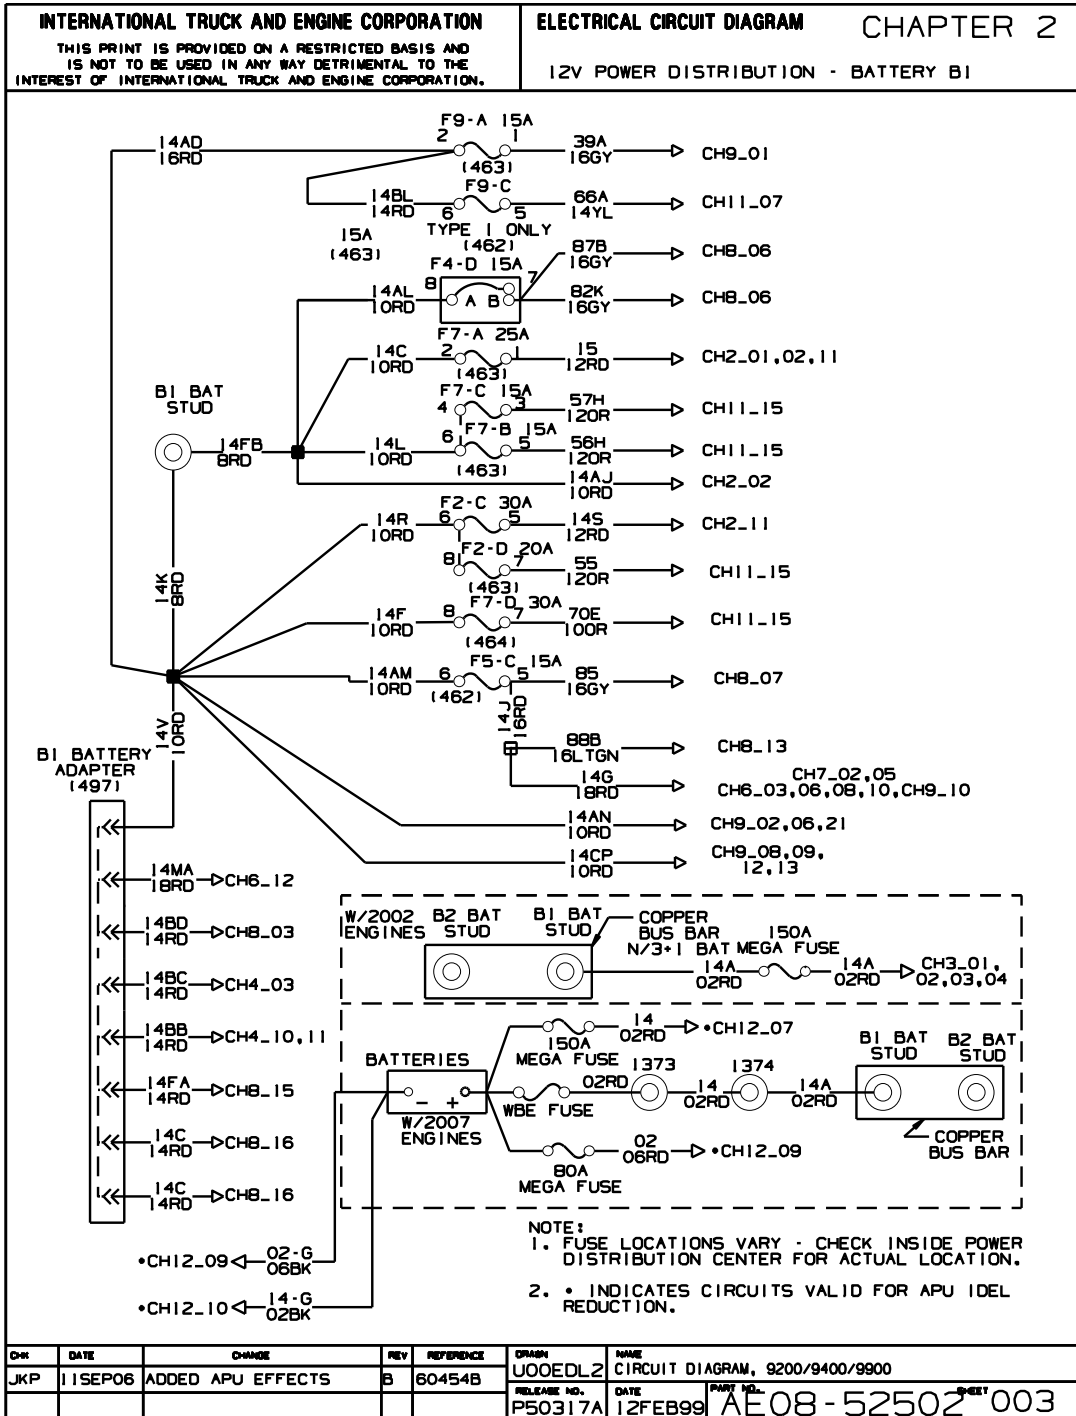 INTERNATIONAL TRUCK AND ENGINE CORPORATION
THIS PRINT IS PROVIDED ON A RESTRICTED BASIS AND
IS NOT TO BE USED IN ANY WAY DETRIMENTAL TO THE
INTEREST OF INTERNATIONAL TRUCK AND ENGINE CORPORATION.
ELECTRICAL CIRCUIT DIAGRAM
CHAPTER 2
12V POWER DISTRIBUTION - BATTERY B1
F9-A 15A
14AD
16RD
2
1
(463)
39A
16GY
CH9_01
F9-C
14BL
14RD
6
5
66A
14YL
CH11_07
TYPE 1 ONLY
(462)
15A
(463)
F4-D 15A
87B
16GY
CH8_06
14AL
10RD
8
A B
7
82K
16GY
CH8_06
F7-A 25A
14C
10RD
2
1
(463)
15
12RD
CH2_01,02,11
F7-C 15A
4
3
57H
12OR
CH11_15
B1 BAT
STUD
14FB
8RD
14L
10RD
F7-B 15A
6
5
(463)
56H
12OR
CH11_15
14AJ
10RD
CH2_02
F2-C 30A
14R
10RD
6
5
14S
12RD
CH2_11
F2-D 20A
8
7
(463)
55
12OR
CH11_15
14K
8RD
F7-D 30A
14F
10RD
8
7
(464)
70E
10OR
CH11_15
F5-C 15A
14AM
10RD
6
5
(462)
85
16GY
CH8_07
14J
16RD
14V
10RD
88B
16LTGN
CH8_13
14G
18RD
CH7_02,05
CH6_03,06,08,10,CH9_10
14AN
10RD
CH9_02,06,21
14CP
10RD
CH9_08,09,
12,13
B1 BATTERY
ADAPTER
(497)
14MA
18RD
CH6_12
14BD
14RD
CH8_03
14BC
14RD
CH4_03
14BB
14RD
CH4_10,11
14FA
14RD
CH8_15
14C
14RD
CH8_16
14C
14RD
CH8_16
W/2002
ENGINES
B2 BAT
STUD
B1 BAT
STUD
COPPER
BUS BAR
N/3+1 BAT
150A
MEGA FUSE
14A
02RD
14A
02RD
CH3_01,
02,03,04
150A
MEGA FUSE
14
02RD
•CH12_07
BATTERIES
- +
W/2007
ENGINES
WBE FUSE
02RD
1373
14
02RD
1374
14A
02RD
B1 BAT
STUD
B2 BAT
STUD
COPPER
BUS BAR
80A
MEGA FUSE
02
06RD
•CH12_09
•CH12_09
02-G
06BK
•CH12_10
14-G
02BK
NOTE:
1. FUSE LOCATIONS VARY - CHECK INSIDE POWER
DISTRIBUTION CENTER FOR ACTUAL LOCATION.
2. • INDICATES CIRCUITS VALID FOR APU IDEL
REDUCTION.
CHK DATE CHANGE REV REFERENCE
JKP 11SEP06 ADDED APU EFFECTS B 60454B
DRAWN
U00EDL2
NAME
CIRCUIT DIAGRAM, 9200/9400/9900
RELEASE NO.
P50317A
DATE
12FEB99
PART NO.
AE08-52502
SHEET
003